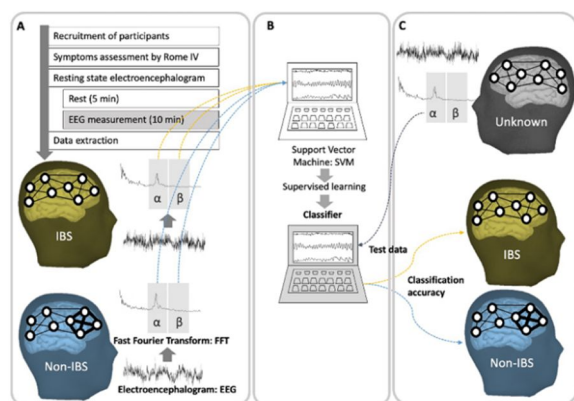 A
Recruitment of participants
Symptoms assessment by Rome IV
Resting state electroencephalogram
Rest (5 min)
EEG measurement (10 min)
Data extraction
α β
IBS
α β
Fast Fourier Transform: FFT
Non-IBS
Electroencephalogram: EEG
B
Support Vector
Machine: SVM
Supervised learning
Classifier
C
α β
Unknown
Test data
IBS
Classification
accuracy
Non-IBS